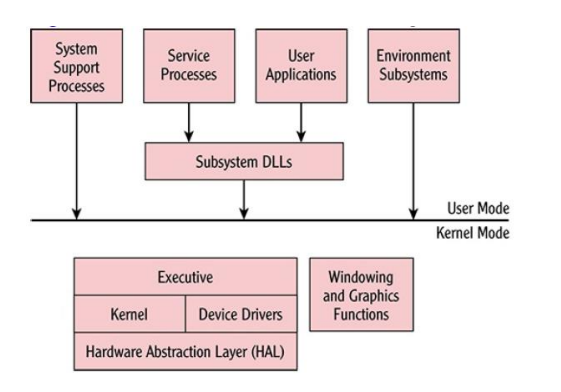 System
Support
Processes
Service
Processes
User
Applications
Environment
Subsystems
Subsystem DLLs
User Mode
Kernel Mode
Executive
Kernel
Device Drivers
Hardware Abstraction Layer (HAL)
Windowing
and Graphics
Functions